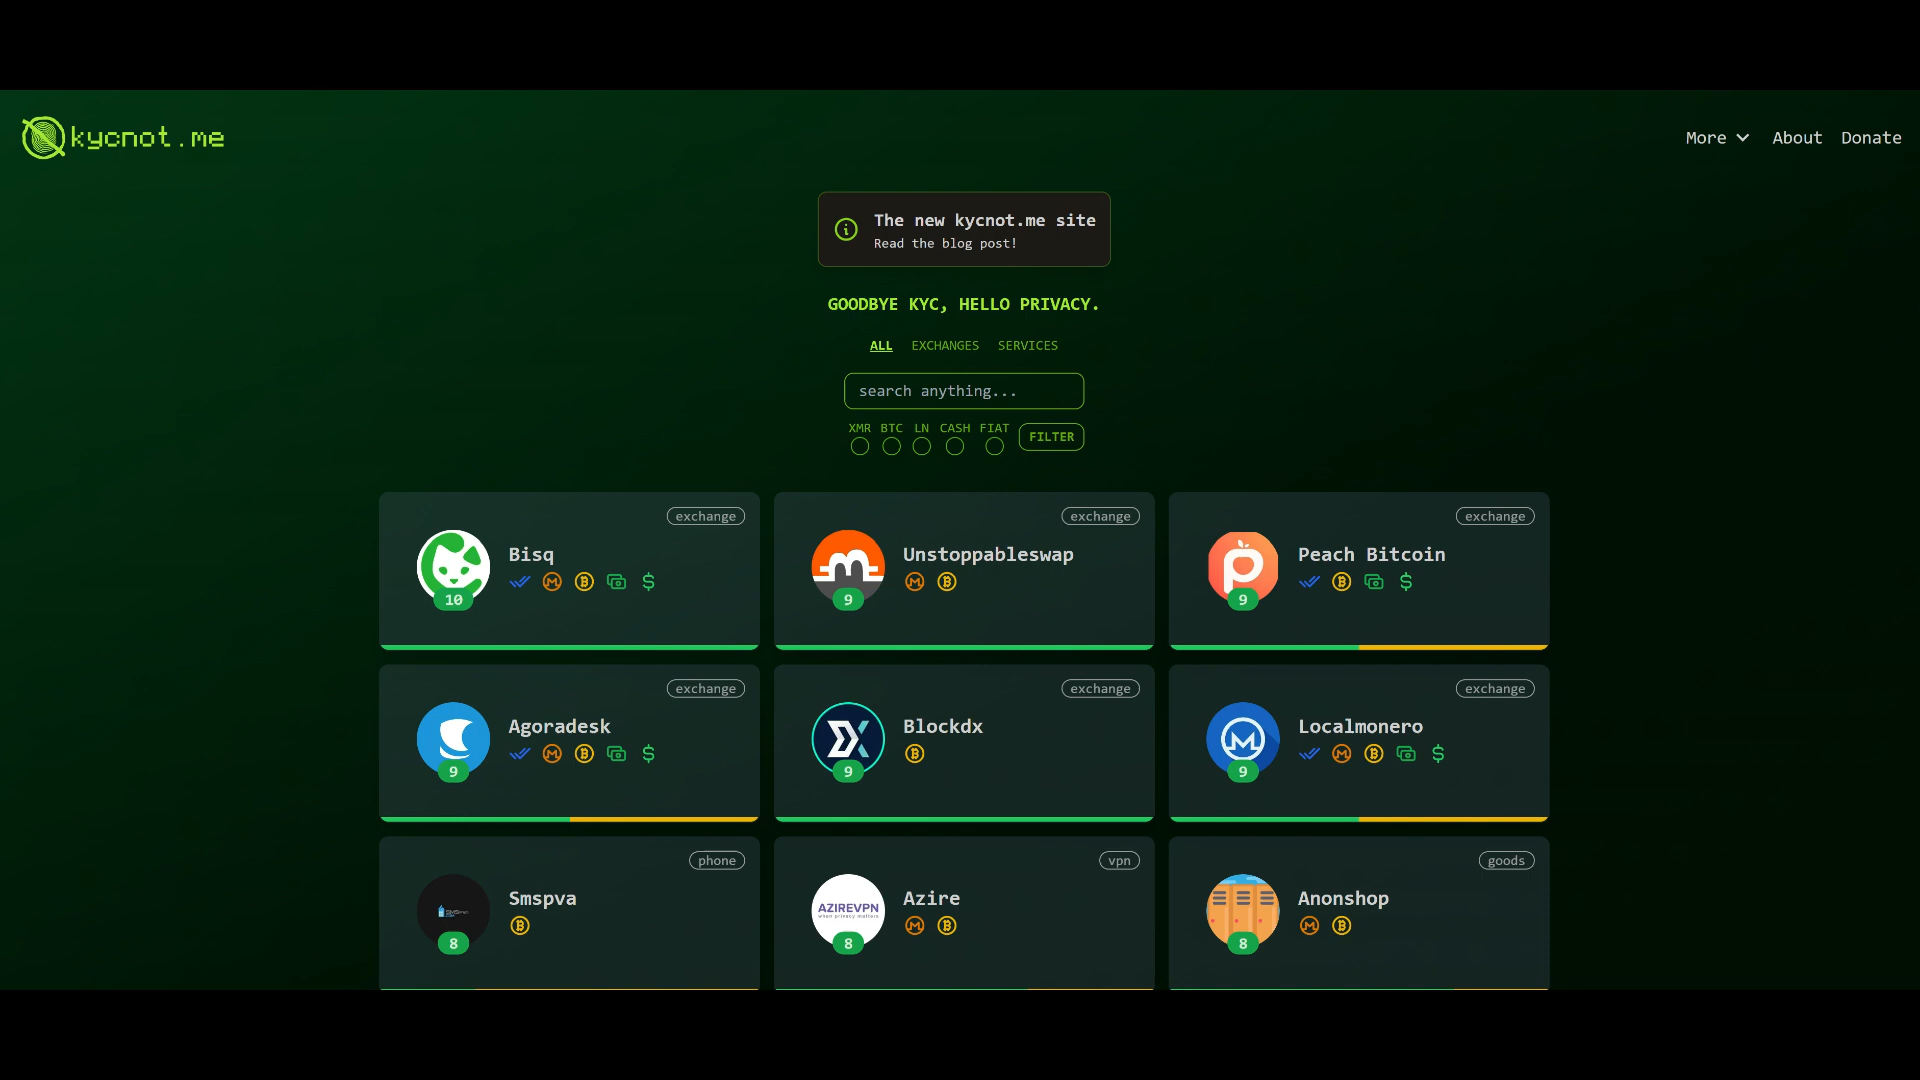 kycnot.me
More About Donate
The new kycnot.me site
Read the blog post!
GOODBYE KYC, HELLO PRIVACY.
ALL EXCHANGES SERVICES
search anything...
XMR BTC LN CASH FIAT FILTER
exchange exchange exchange
Bisq Unstoppableswap Peach Bitcoin
10 9 9
exchange exchange exchange
Agoradesk Blockdx Localmonero
9 9 9
phone vpn goods
Smspva Azire Anonshop
AZIREVPN
when privacy matters
8 8 8